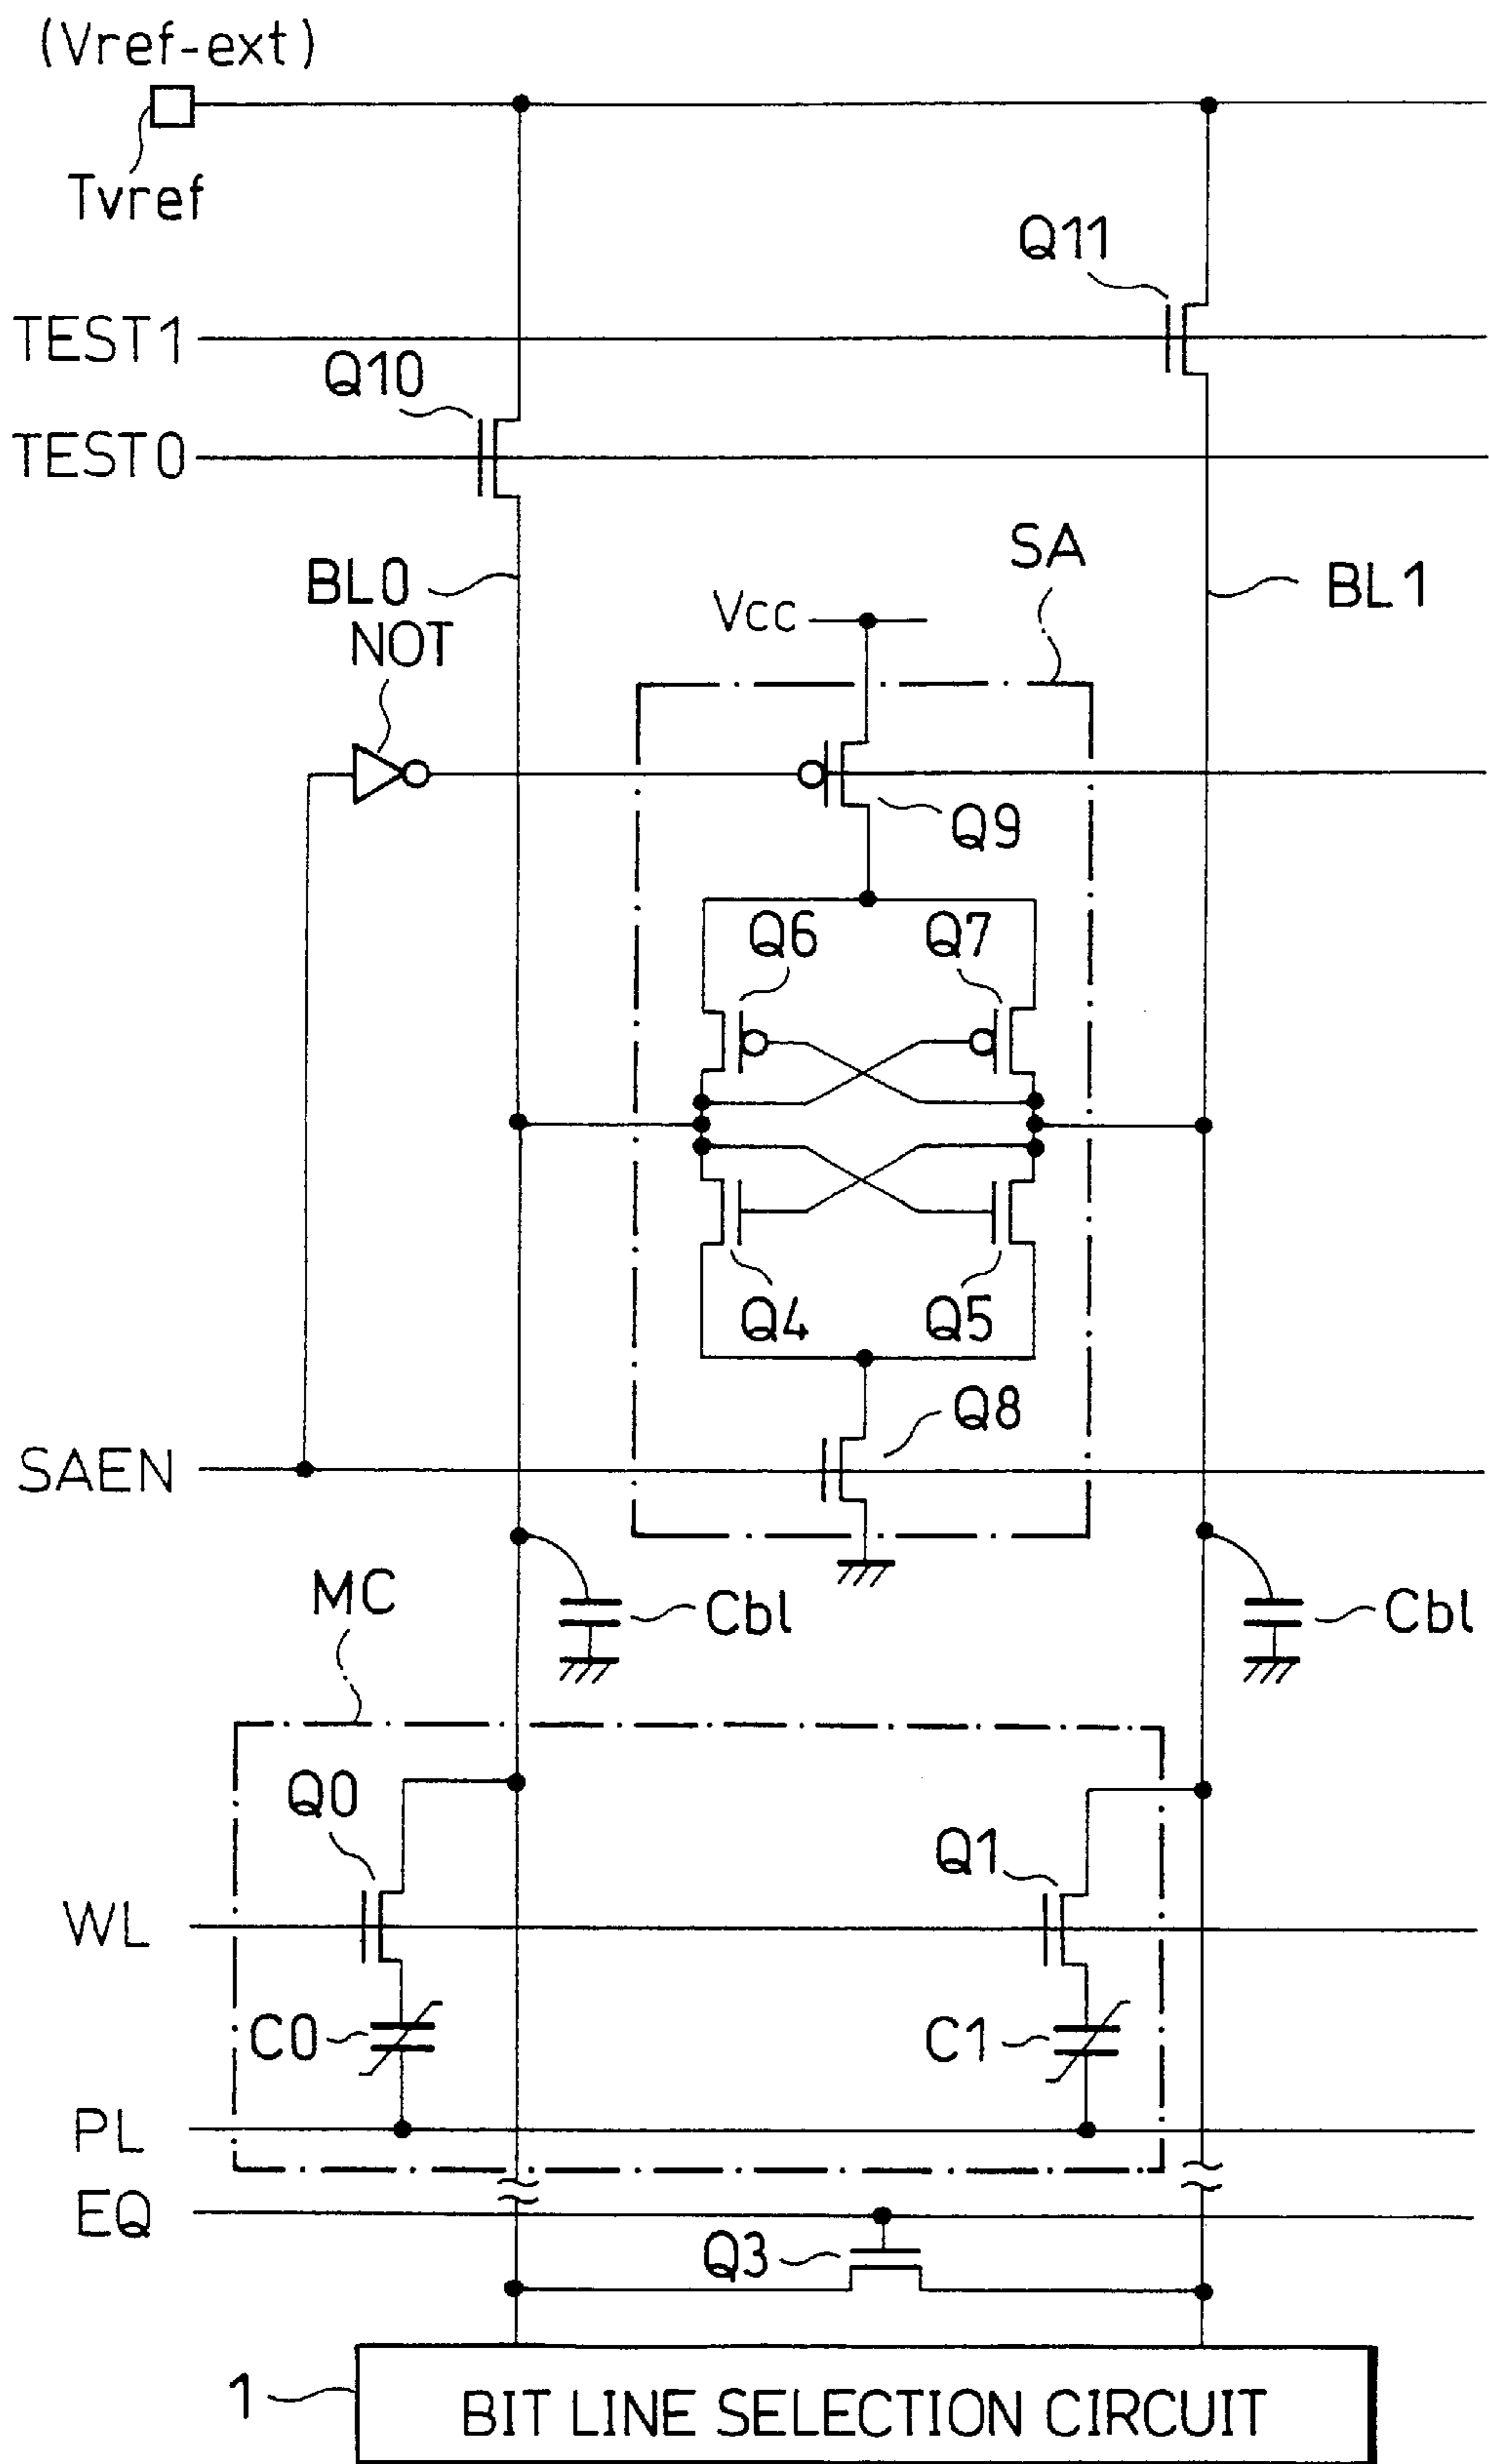 (Vref-ext)
Tvref
Q11
TEST1
Q10
TEST0
SA
BL0
BL1
Vcc
NOT
Q9
Q6
Q7
Q4
Q5
Q8
SAEN
MC
Cbl
Cbl
Q0
Q1
WL
C0
C1
PL
EQ
Q3
1
BIT LINE SELECTION CIRCUIT